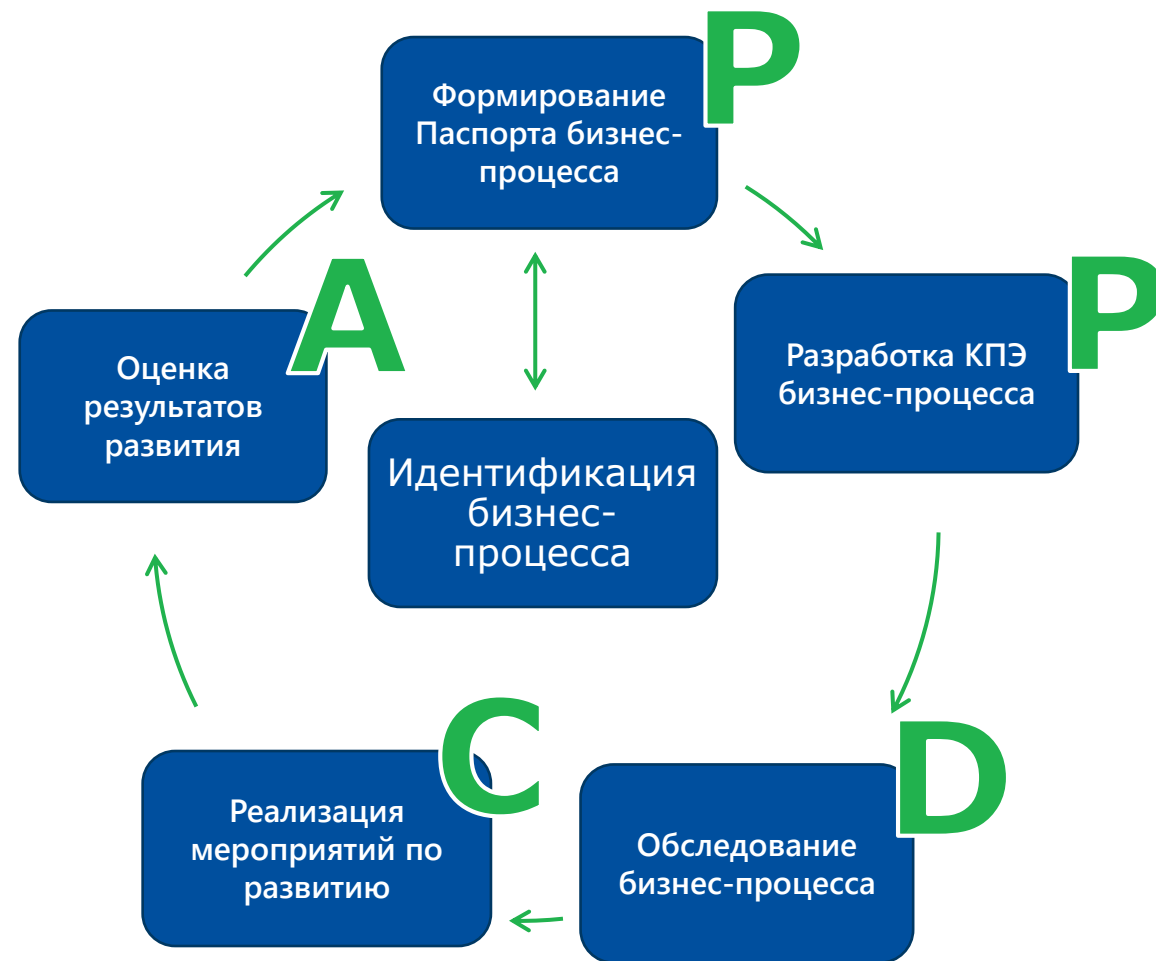 P
Формирование
Паспорта бизнес-
процесса
P
Разработка КПЭ
бизнес-процесса
D
Обследование
бизнес-процесса
C
Реализация
мероприятий по
развитию
A
Оценка
результатов
развития
Идентификация
бизнес-
процесса